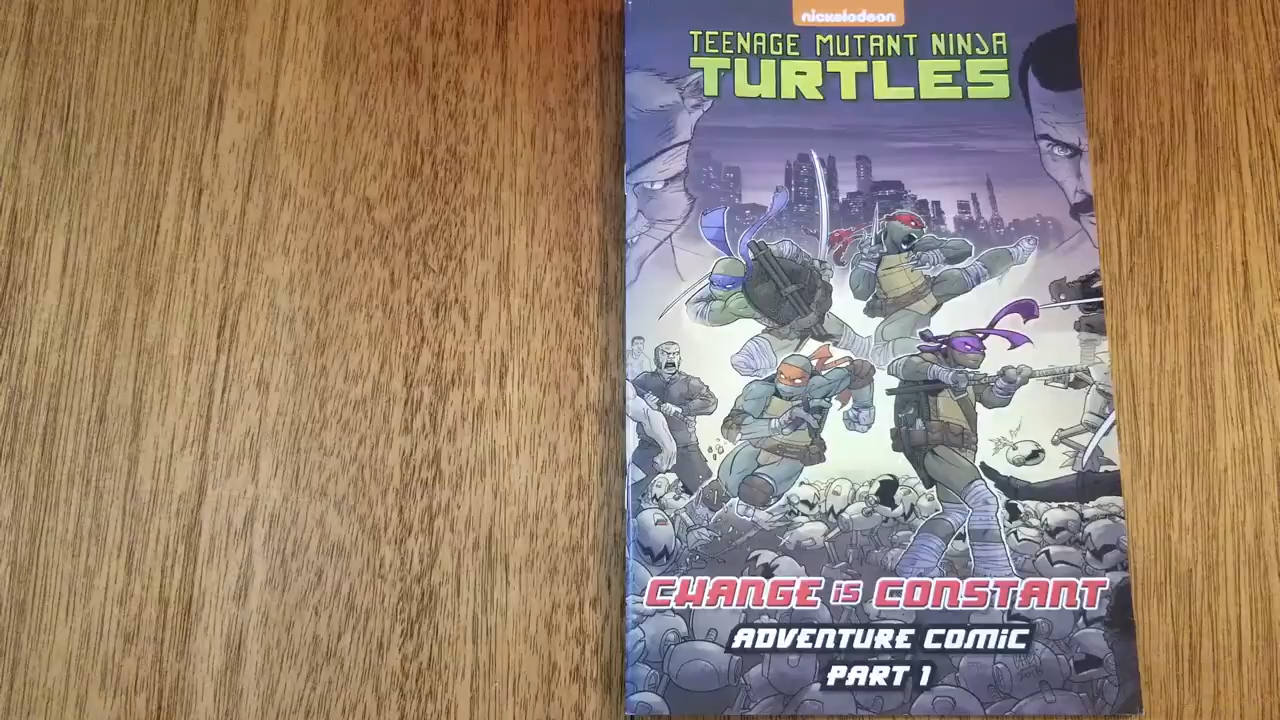 nickelodeon
TEENAGE MUTANT NINJA
TURTLES
CHANGE iS CONSTANT
ADVENTURE COMiC
PART 1